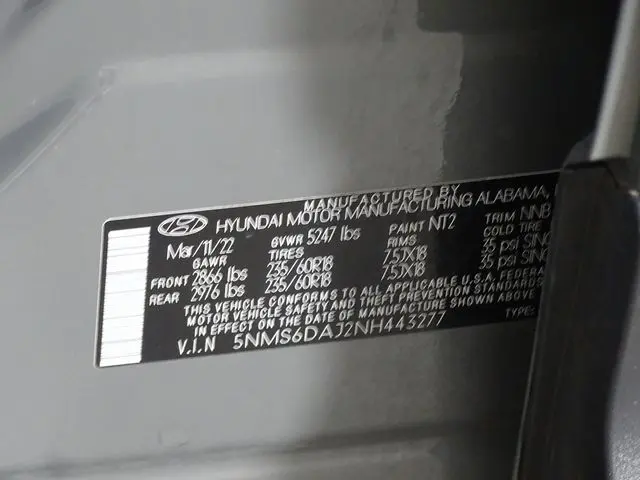 MANUFACTURED BY
HYUNDAI MOTOR MANUFACTURING ALABAMA,
Mar/11/22 GVWR 5247 lbs PAINT NT2 TRIM NNB
GAWR TIRES RIMS COLD TIRE
FRONT 2866 lbs 235/60R18 7.5JX18 35 psi SING
REAR 2976 lbs 235/60R18 7.5JX18 35 psi SING
THIS VEHICLE CONFORMS TO ALL APPLICABLE U.S.A. FEDERAL
MOTOR VEHICLE SAFETY AND THEFT PREVENTION STANDARDS
IN EFFECT ON THE DATE OF MANUFACTURE SHOWN ABOVE.
V.I.N 5NMS6DAJ2NH443277